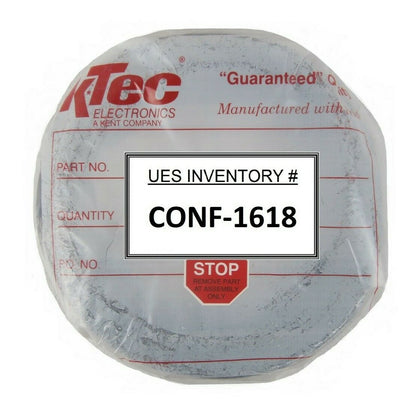 K-Tec®
ELECTRONICS
A KENT COMPANY
"Guaranteed"
Manufactured with
PART NO.
UES INVENTORY #
QUANTITY
CONF-1618
P.O. NO.
STOP
REMOVE PART
AT ASSEMBLY
ONLY